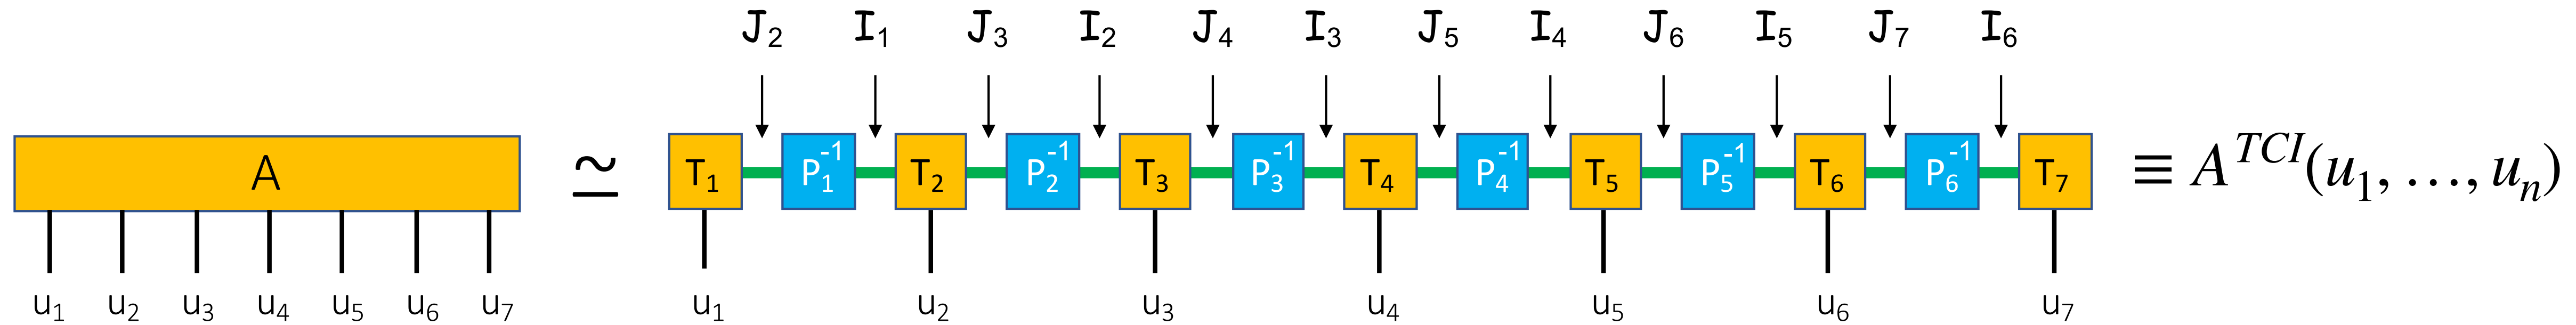 J₂ I₁ J₃ I₂ J₄ I₃ J₅ I₄ J₆ I₅ J₇ I₆
A ≃ T₁ P₁⁻¹ T₂ P₂⁻¹ T₃ P₃⁻¹ T₄ P₄⁻¹ T₅ P₅⁻¹ T₆ P₆⁻¹ T₇ ≡ A^{TCI}(u₁, …, uₙ)
u₁ u₂ u₃ u₄ u₅ u₆ u₇ u₁ u₂ u₃ u₄ u₅ u₆ u₇